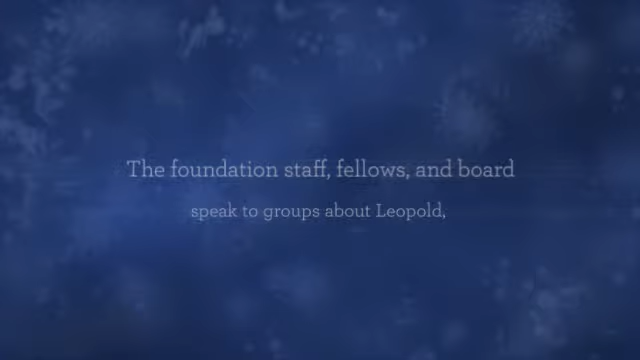 The foundation staff, fellows, and board
speak to groups about Leopold,